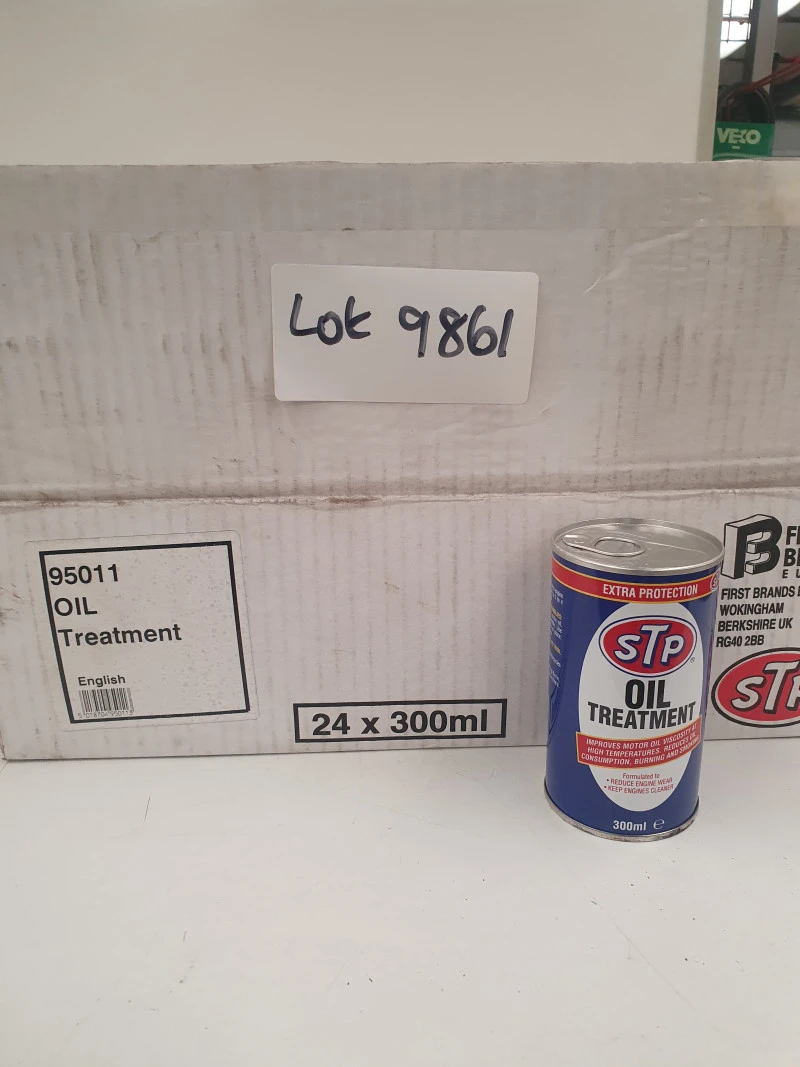 VECO
Lot 9861
95011
OIL
Treatment
English
24 x 300ml
EXTRA PROTECTION
STP
OIL
TREATMENT
IMPROVES MOTOR OIL VISCOSITY AT
HIGH TEMPERATURES. REDUCES OIL
CONSUMPTION, BURNING AND SMOKING
Formulated to
• REDUCE ENGINE WEAR
• KEEP ENGINES CLEANER
300ml ℮
FIRST BRANDS
WOKINGHAM
BERKSHIRE UK
RG40 2BB
STP